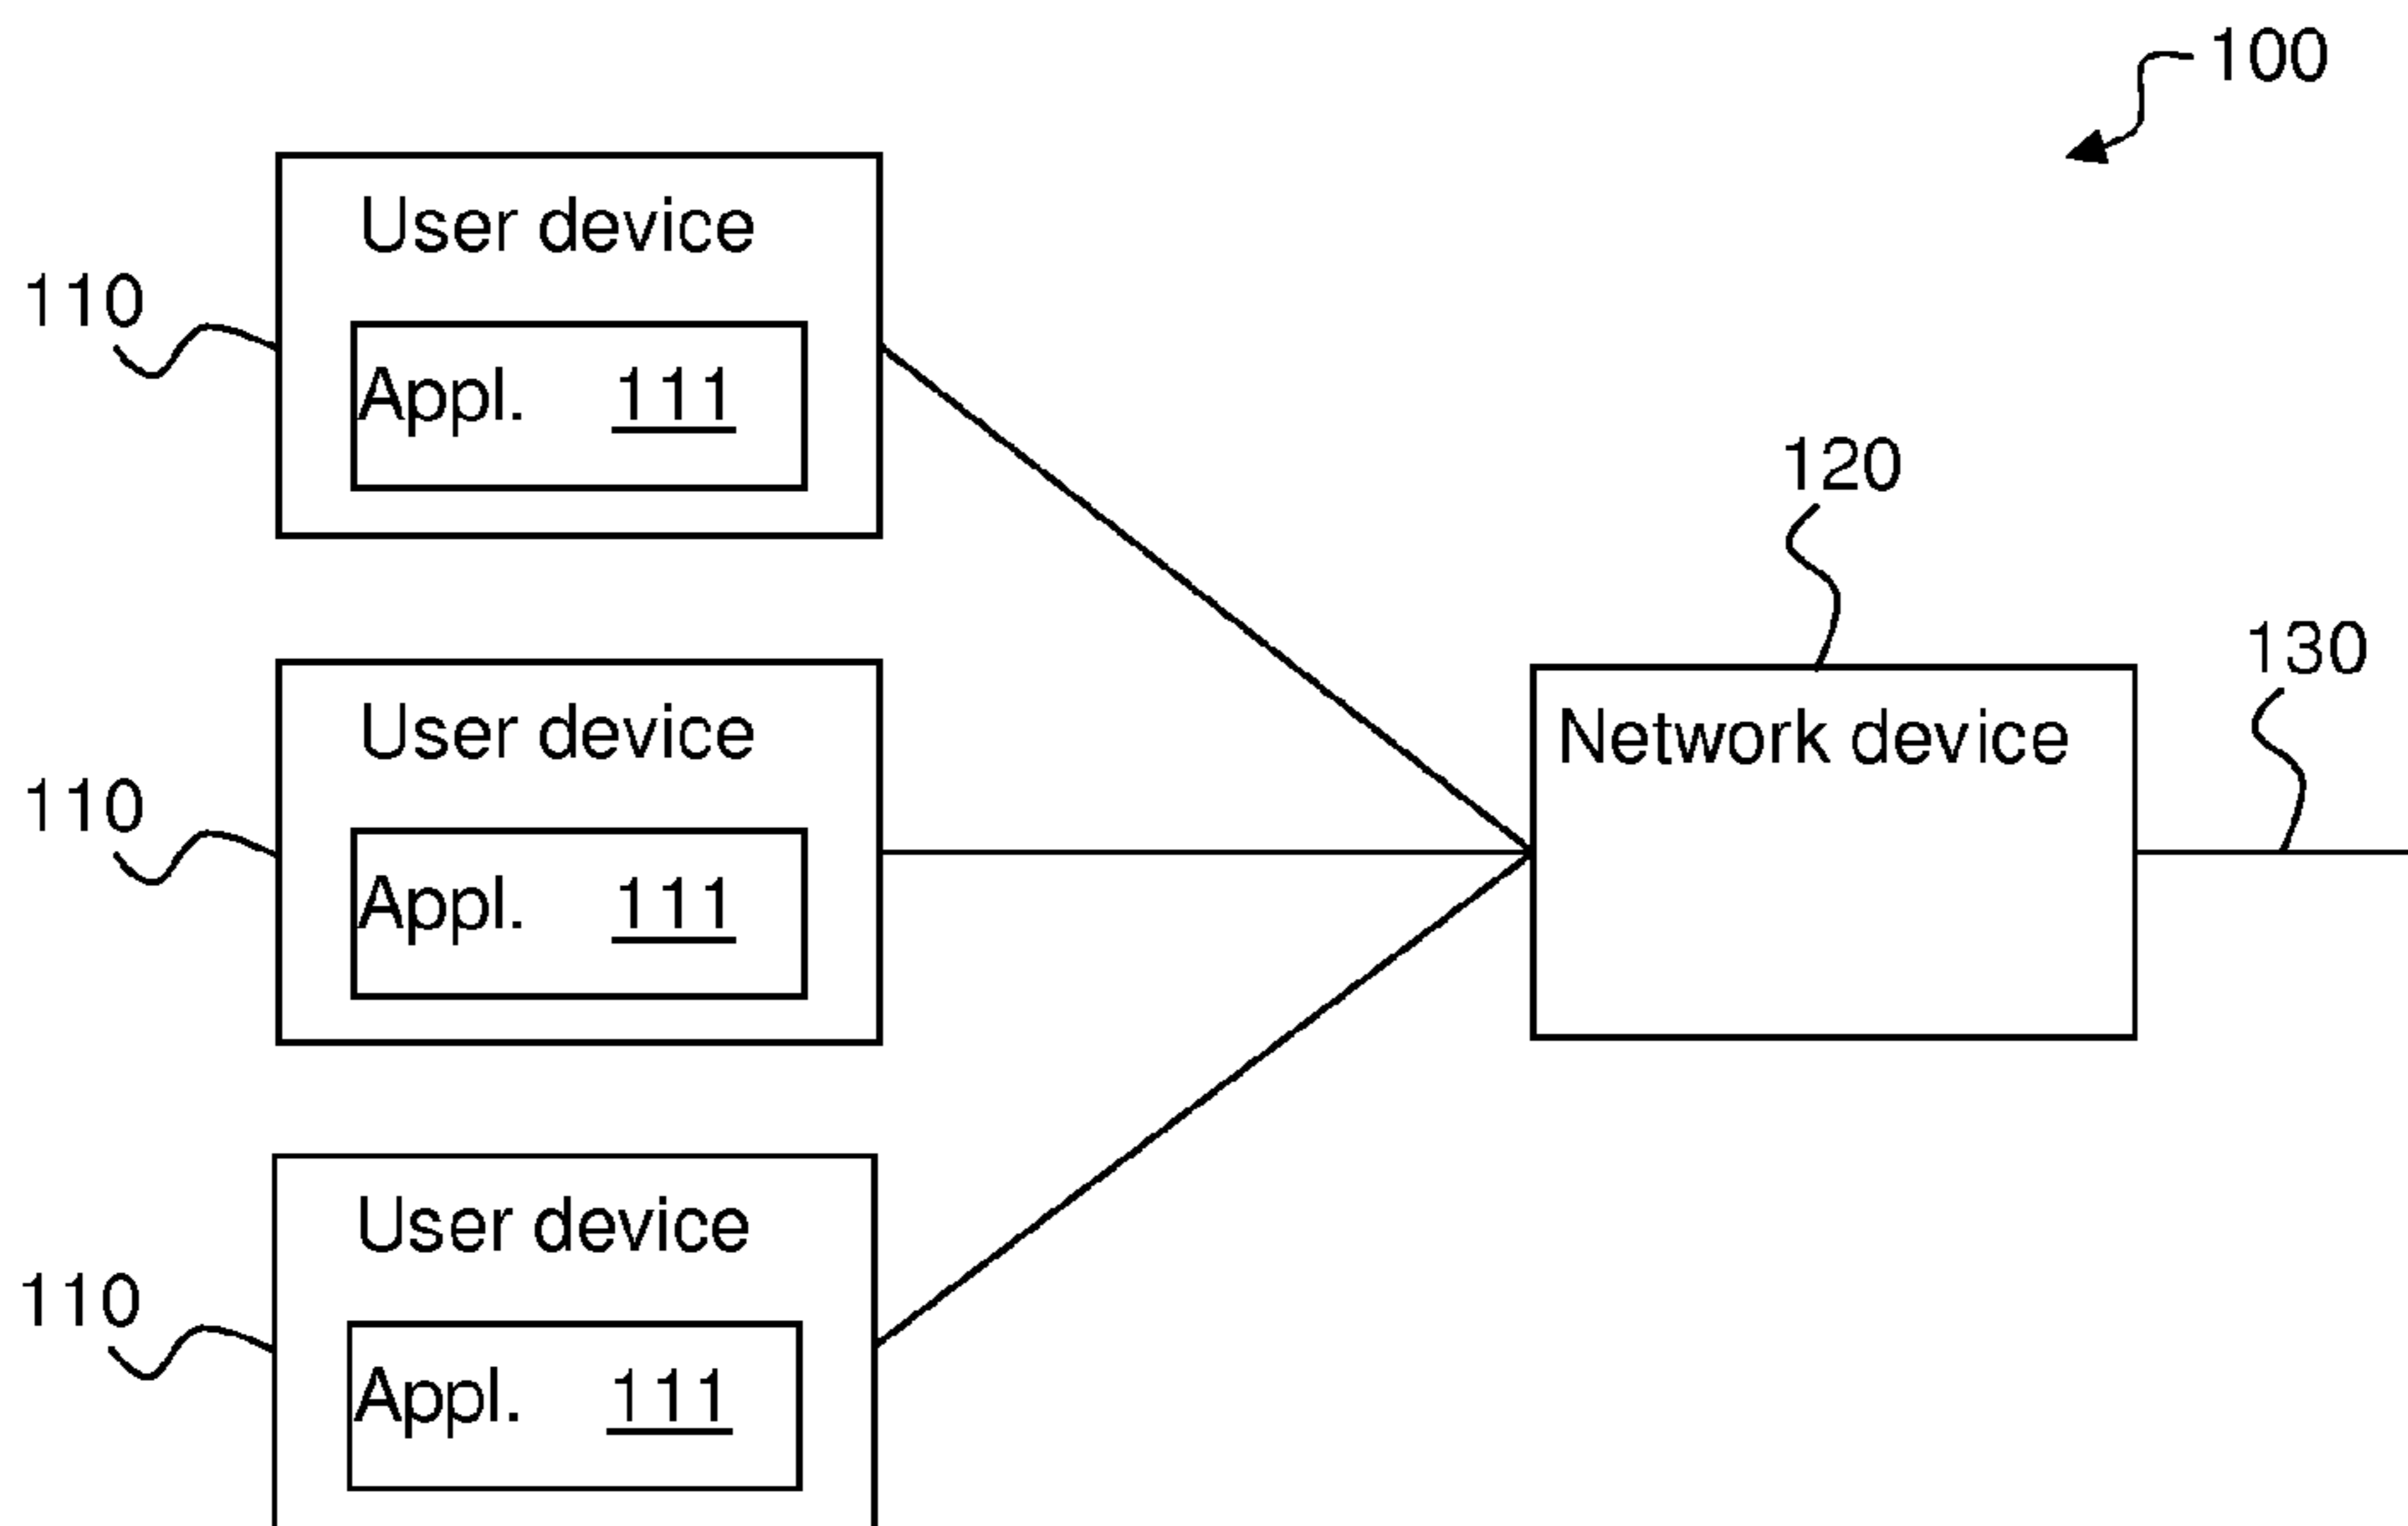 100
User device
110
Appl. 111
120
130
User device
Network device
110
Appl. 111
User device
110
Appl. 111